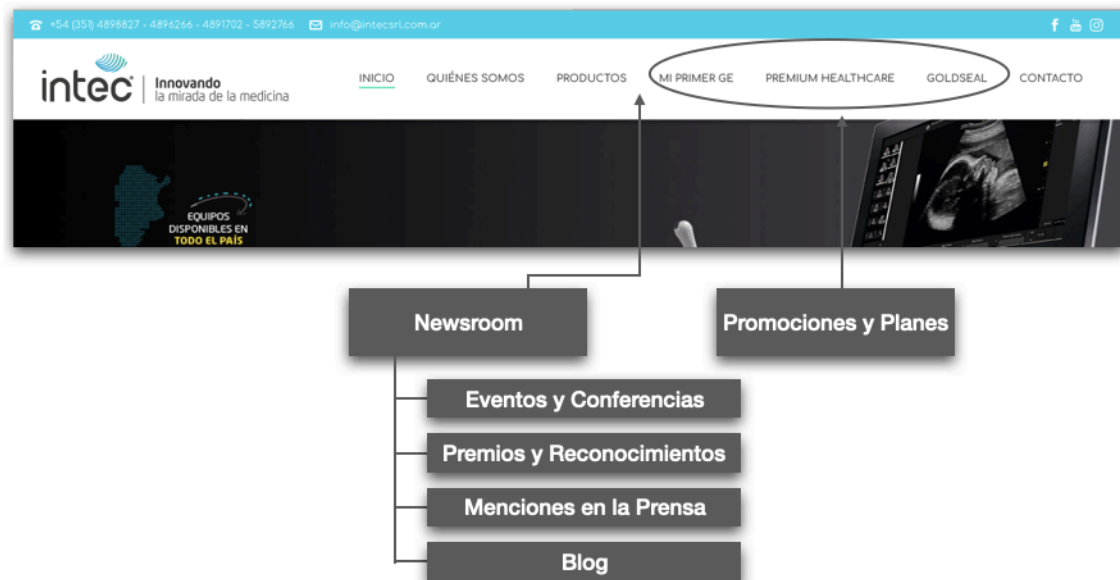 +54 (351) 4898827 - 4896266 - 4891702 - 5892766 info@intecsrl.com.ar
intec
Innovando
la mirada de la medicina
INICIO QUIÉNES SOMOS PRODUCTOS MI PRIMER GE PREMIUM HEALTHCARE GOLDSEAL CONTACTO
EQUIPOS
DISPONIBLES EN
TODO EL PAÍS
Newsroom
Promociones y Planes
Eventos y Conferencias
Premios y Reconocimientos
Menciones en la Prensa
Blog